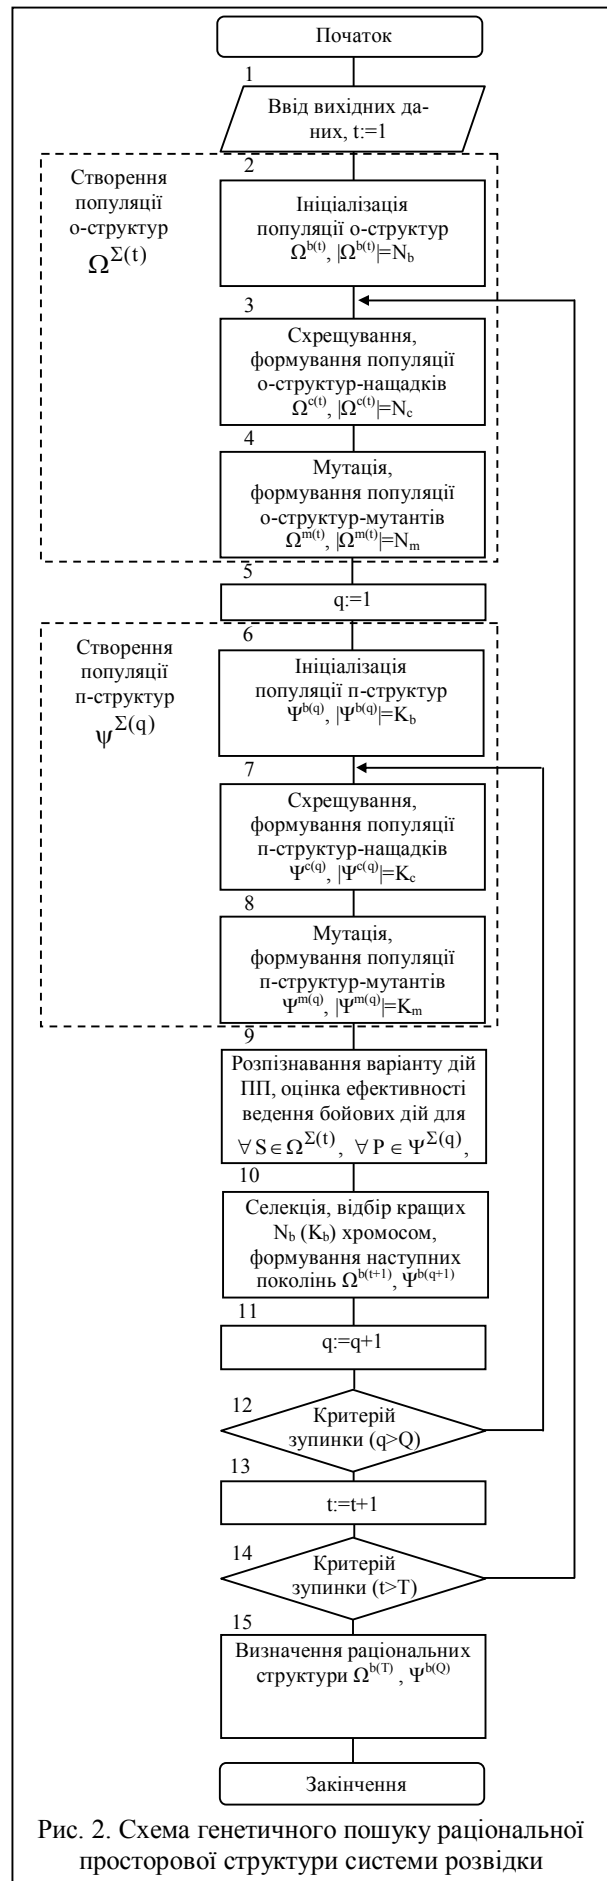 Початок
1
Ввід вихідних да-
них, t:=1
Створення
популяції
о-структур
Ω^Σ(t)
2
Ініціалізація
популяції о-структур
Ω^b(t), |Ω^b(t)|=N_b
3
Схрещування,
формування популяції
о-структур-нащадків
Ω^c(t), |Ω^c(t)|=N_c
4
Мутація,
формування популяції
о-структур-мутантів
Ω^m(t), |Ω^m(t)|=N_m
5
q:=1
Створення
популяції
п-структур
ψ^Σ(q)
6
Ініціалізація
популяції п-структур
Ψ^b(q), |Ψ^b(q)|=K_b
7
Схрещування,
формування популяції
п-структур-нащадків
Ψ^c(q), |Ψ^c(q)|=K_c
8
Мутація,
формування популяції
п-структур-мутантів
Ψ^m(q), |Ψ^m(q)|=K_m
9
Розпізнавання варіанту дій
ПП, оцінка ефективності
ведення бойових дій для
∀ S ∈ Ω^Σ(t), ∀ P ∈ Ψ^Σ(q),
10
Селекція, відбір кращих
N_b (K_b) хромосом,
формування наступних
поколінь Ω^b(t+1), Ψ^b(q+1)
11
q:=q+1
12
Критерій
зупинки (q>Q)
13
t:=t+1
14
Критерій
зупинки (t>T)
15
Визначення раціональних
структури Ω^b(T) , Ψ^b(Q)
Закінчення
Рис. 2. Схема генетичного пошуку раціональної
просторової структури системи розвідки